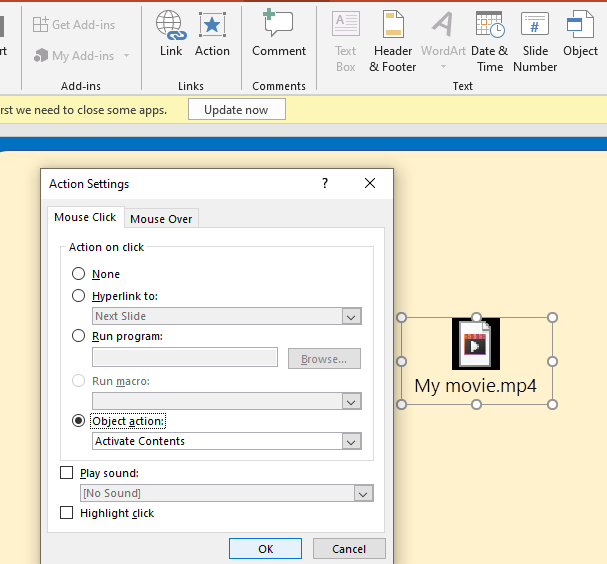 rt
Get Add-ins
My Add-ins
Add-ins
Link
Action
Links
Comment
Comments
Text
Box
Header
& Footer
WordArt
Date &
Time
Slide
Number
Object
Text
rst we need to close some apps.
Update now
Action Settings
?
Mouse Click
Mouse Over
Action on click
None
Hyperlink to:
Next Slide
Run program:
Browse...
Run macro:
Object action:
Activate Contents
Play sound:
[No Sound]
Highlight click
OK
Cancel
My movie.mp4